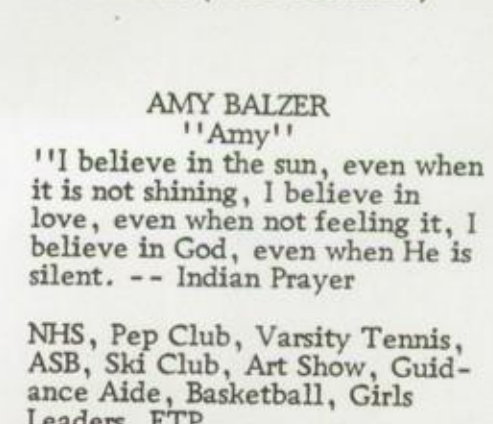 AMY BALZER
''Amy''
''I believe in the sun, even when
it is not shining, I believe in
love, even when not feeling it, I
believe in God, even when He is
silent. -- Indian Prayer
NHS, Pep Club, Varsity Tennis,
ASB, Ski Club, Art Show, Guid-
ance Aide, Basketball, Girls
Leaders, FTP